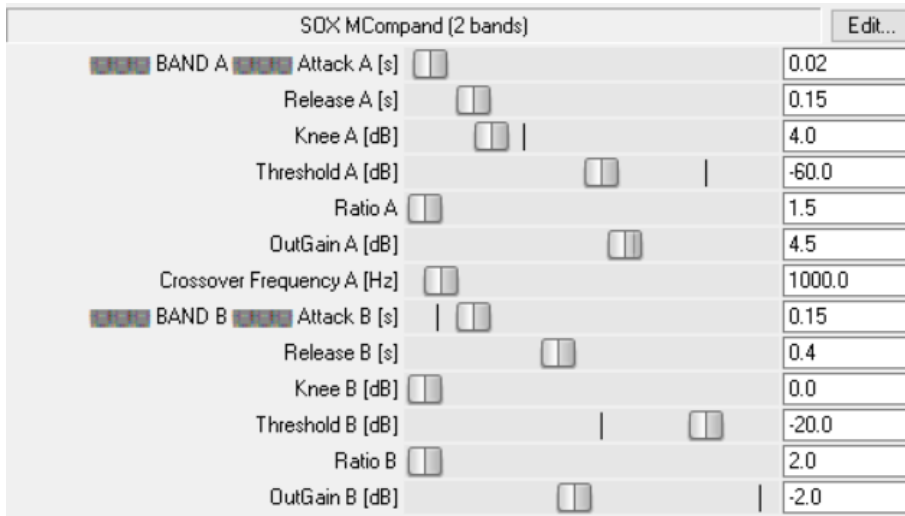 SOX MCompand (2 bands) Edit...
BAND A Attack A [s] 0.02
Release A [s] 0.15
Knee A [dB] 4.0
Threshold A [dB] -60.0
Ratio A 1.5
OutGain A [dB] 4.5
Crossover Frequency A [Hz] 1000.0
BAND B Attack B [s] 0.15
Release B [s] 0.4
Knee B [dB] 0.0
Threshold B [dB] -20.0
Ratio B 2.0
OutGain B [dB] -2.0